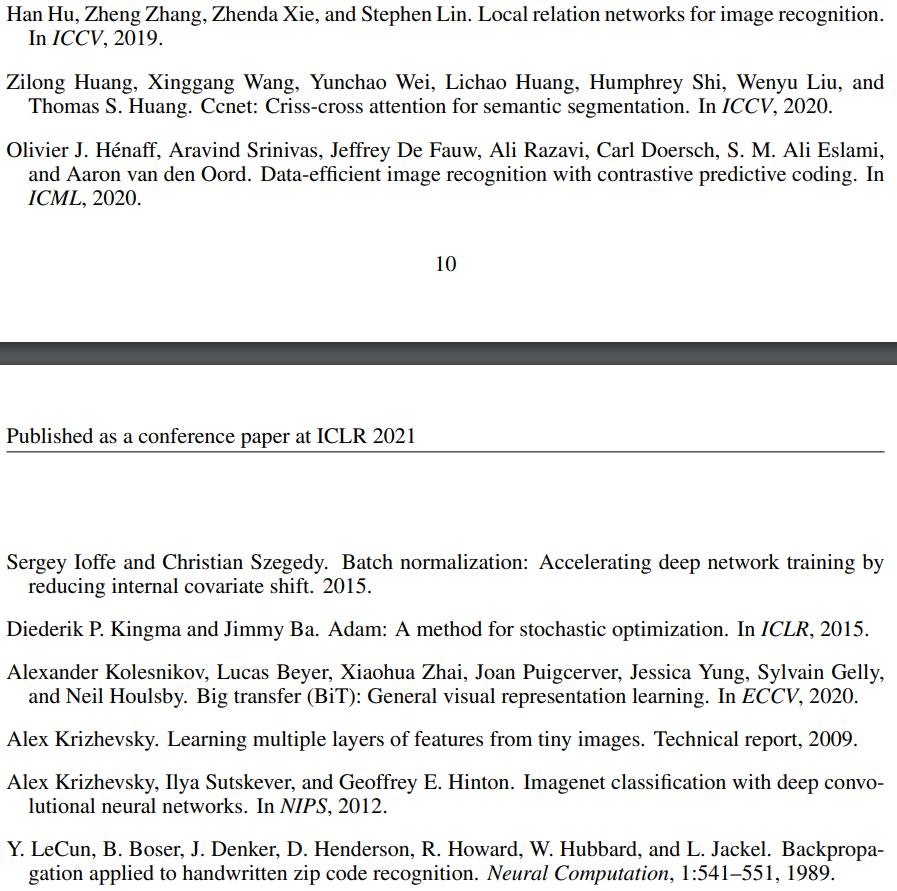 Han Hu, Zheng Zhang, Zhenda Xie, and Stephen Lin. Local relation networks for image recognition.
In ICCV, 2019.
Zilong Huang, Xinggang Wang, Yunchao Wei, Lichao Huang, Humphrey Shi, Wenyu Liu, and
Thomas S. Huang. Ccnet: Criss-cross attention for semantic segmentation. In ICCV, 2020.
Olivier J. Hénaff, Aravind Srinivas, Jeffrey De Fauw, Ali Razavi, Carl Doersch, S. M. Ali Eslami,
and Aaron van den Oord. Data-efficient image recognition with contrastive predictive coding. In
ICML, 2020.
10
Published as a conference paper at ICLR 2021
Sergey Ioffe and Christian Szegedy. Batch normalization: Accelerating deep network training by
reducing internal covariate shift. 2015.
Diederik P. Kingma and Jimmy Ba. Adam: A method for stochastic optimization. In ICLR, 2015.
Alexander Kolesnikov, Lucas Beyer, Xiaohua Zhai, Joan Puigcerver, Jessica Yung, Sylvain Gelly,
and Neil Houlsby. Big transfer (BiT): General visual representation learning. In ECCV, 2020.
Alex Krizhevsky. Learning multiple layers of features from tiny images. Technical report, 2009.
Alex Krizhevsky, Ilya Sutskever, and Geoffrey E. Hinton. Imagenet classification with deep convo-
lutional neural networks. In NIPS, 2012.
Y. LeCun, B. Boser, J. Denker, D. Henderson, R. Howard, W. Hubbard, and L. Jackel. Backpropa-
gation applied to handwritten zip code recognition. Neural Computation, 1:541–551, 1989.